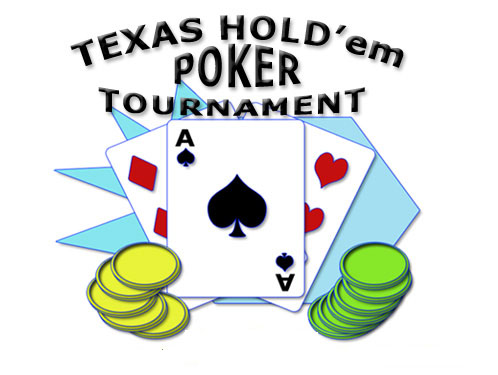 TEXAS HOLD'em
POKER
TOURNAMENT
A
A